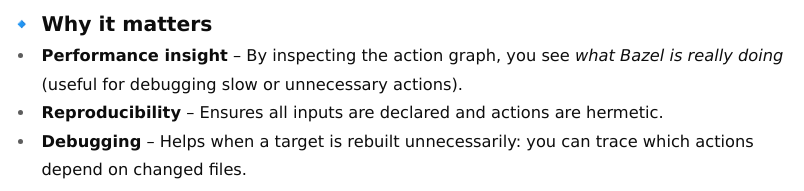 Why it matters
Performance insight – By inspecting the action graph, you see what Bazel is really doing
(useful for debugging slow or unnecessary actions).
Reproducibility – Ensures all inputs are declared and actions are hermetic.
Debugging – Helps when a target is rebuilt unnecessarily: you can trace which actions
depend on changed files.